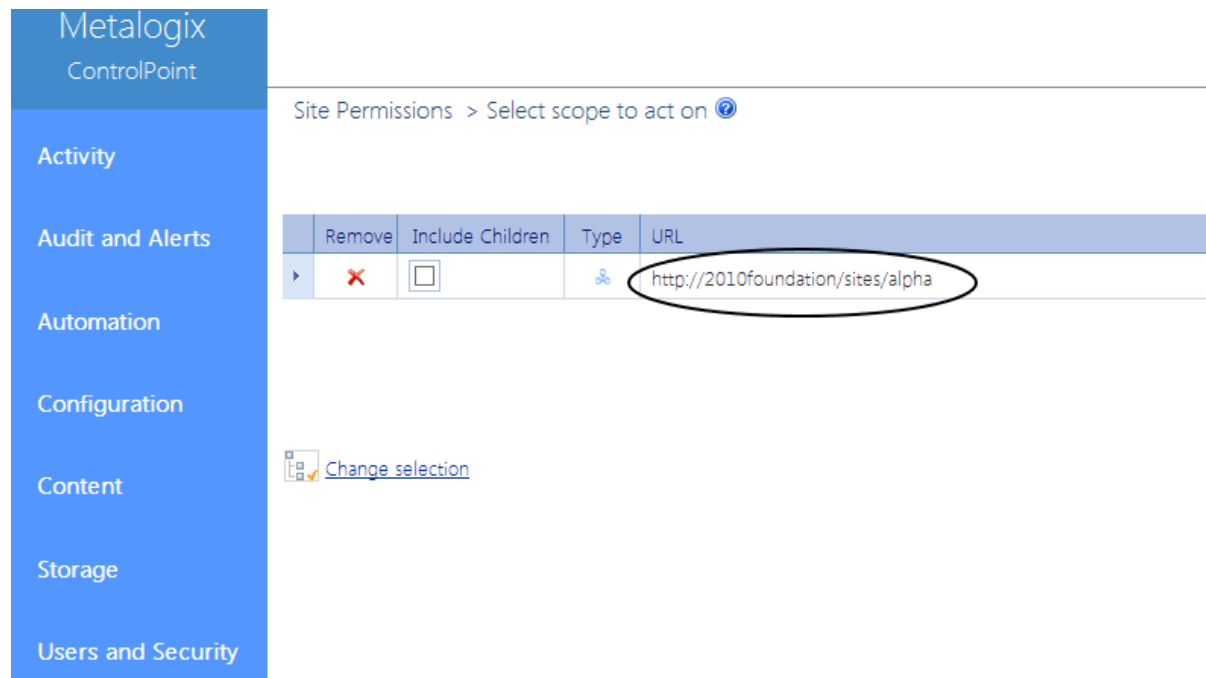 Metalogix
ControlPoint
Site Permissions > Select scope to act on
Activity
Audit and Alerts
Remove Include Children Type URL
http://2010foundation/sites/alpha
Automation
Configuration
Change selection
Content
Storage
Users and Security